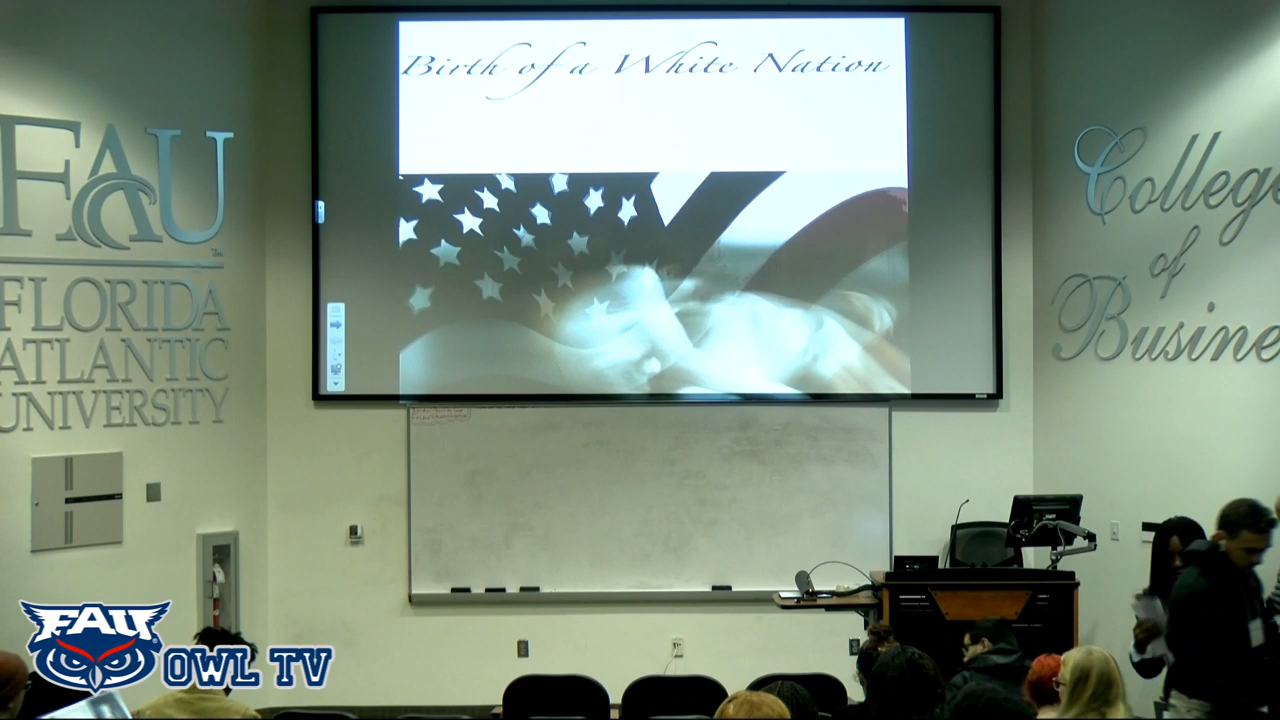 Birth of a White Nation
FAU
FLORIDA
ATLANTIC
UNIVERSITY
College
of
Busine
FAU
OWL TV